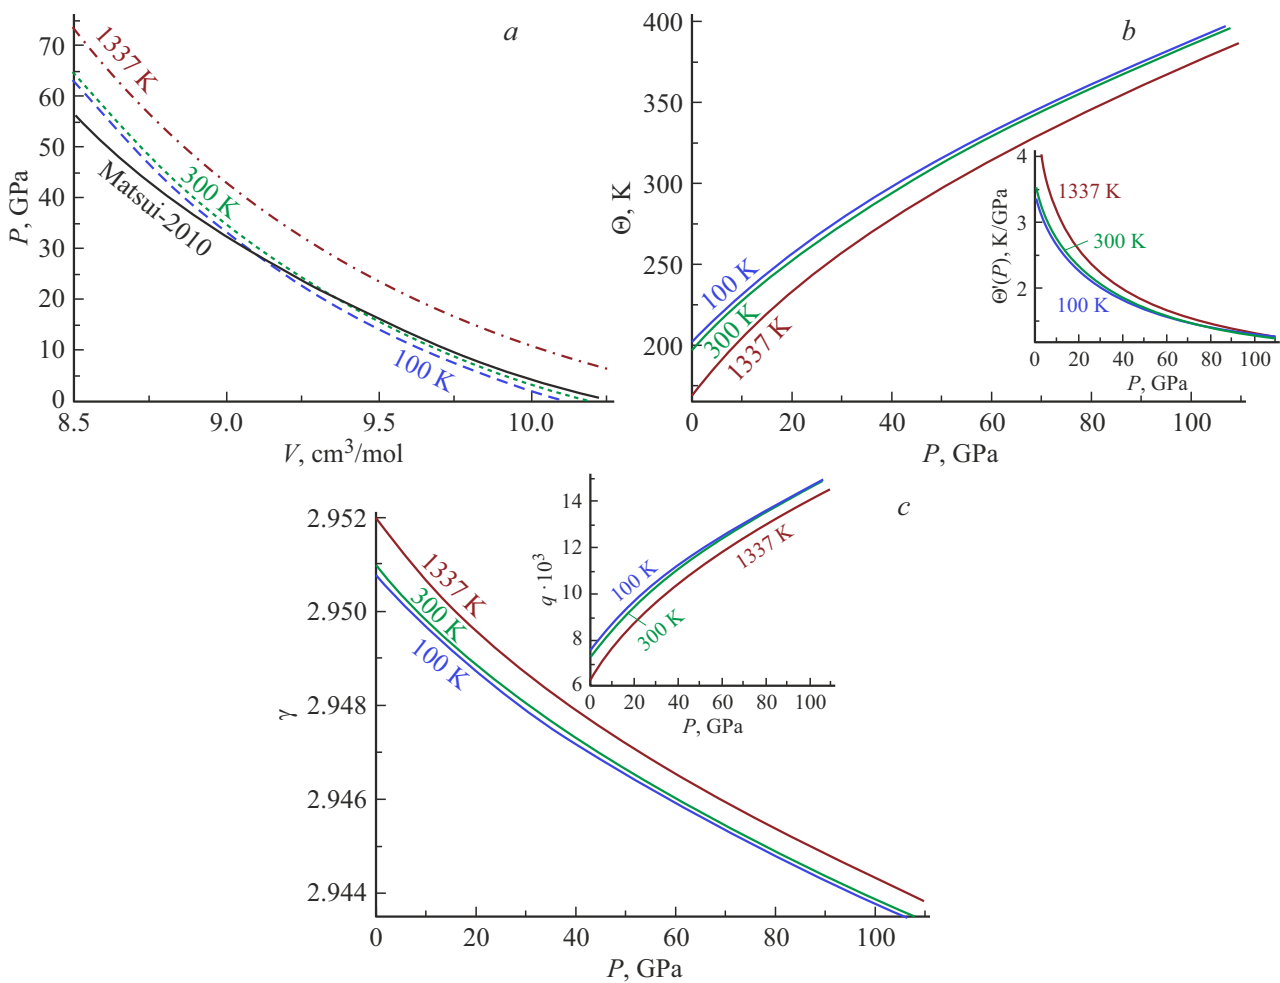 a
P, GPa
70
60
50
40
30
20
10
0
1337 K
300 K
Matsui-2010
100 K
8.5
9.0
9.5
10.0
V, cm³/mol
b
Θ, K
400
350
300
250
200
100 K
300 K
1337 K
0
20
40
60
80
100
P, GPa
Θ'(P), K/GPa
4
3
2
1337 K
300 K
100 K
0
20
40
60
80
100
P, GPa
c
γ
2.952
2.950
2.948
2.946
2.944
1337 K
300 K
100 K
0
20
40
60
80
100
P, GPa
q · 10³
14
12
10
8
6
100 K
300 K
1337 K
0
20
40
60
80
100
P, GPa